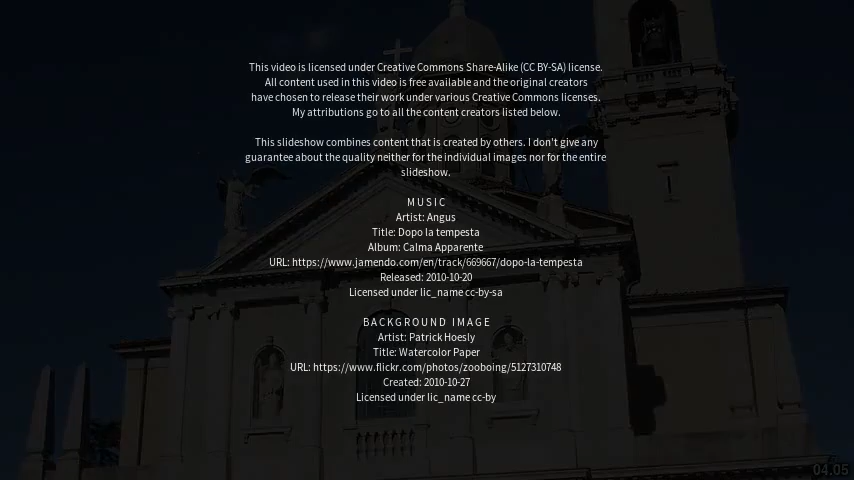 This video is licensed under Creative Commons Share-Alike (CC BY-SA) license.
All content used in this video is free available and the original creators
have chosen to release their work under various Creative Commons licenses.
My attributions go to all the content creators listed below.
This slideshow combines content that is created by others. I don't give any
guarantee about the quality neither for the individual images nor for the entire
slideshow.
MUSIC
Artist: Angus
Title: Dopo la tempesta
Album: Calma Apparente
URL: https://www.jamendo.com/en/track/669667/dopo-la-tempesta
Released: 2010-10-20
Licensed under lic_name cc-by-sa
BACKGROUND IMAGE
Artist: Patrick Hoesly
Title: Watercolor Paper
URL: https://www.flickr.com/photos/zooboing/5127310748
Created: 2010-10-27
Licensed under lic_name cc-by
04.05